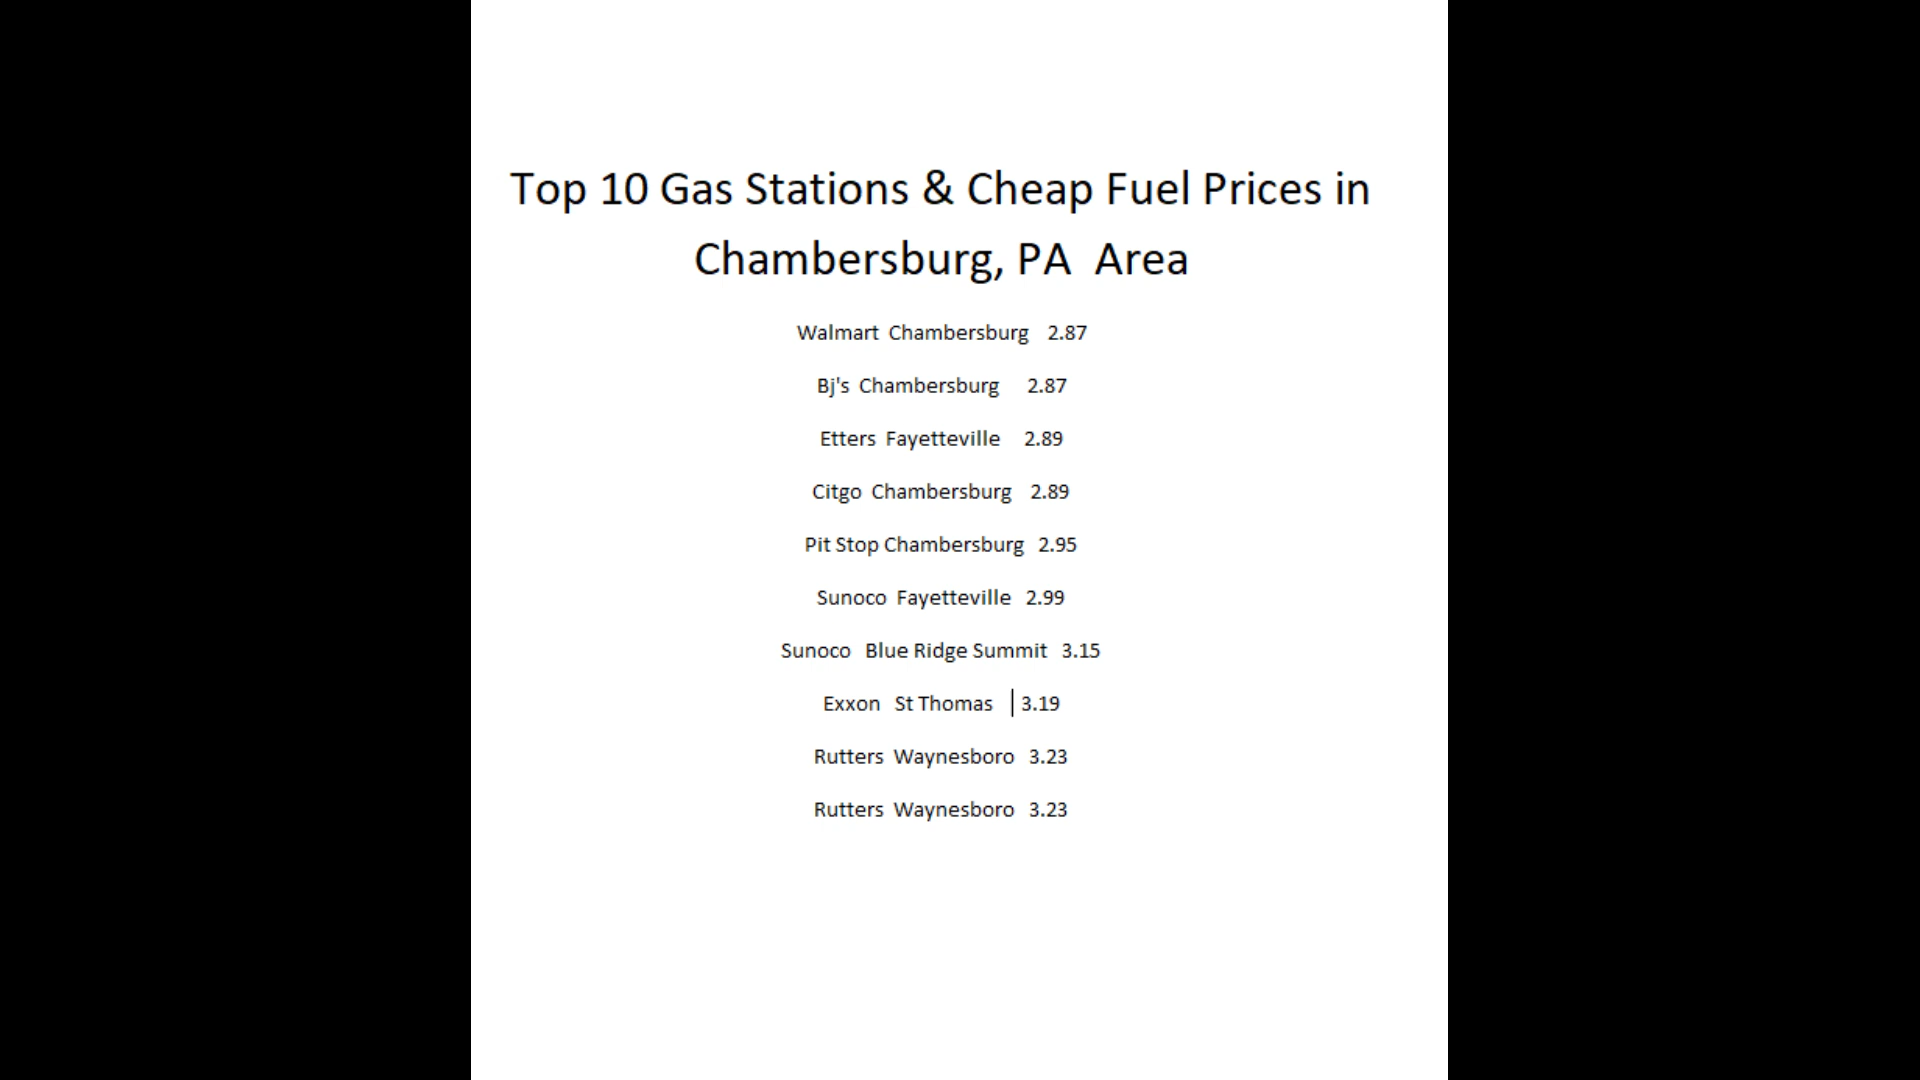 Top 10 Gas Stations & Cheap Fuel Prices in
Chambersburg, PA Area
Walmart Chambersburg 2.87
Bj's Chambersburg 2.87
Etters Fayetteville 2.89
Citgo Chambersburg 2.89
Pit Stop Chambersburg 2.95
Sunoco Fayetteville 2.99
Sunoco Blue Ridge Summit 3.15
Exxon St Thomas 3.19
Rutters Waynesboro 3.23
Rutters Waynesboro 3.23